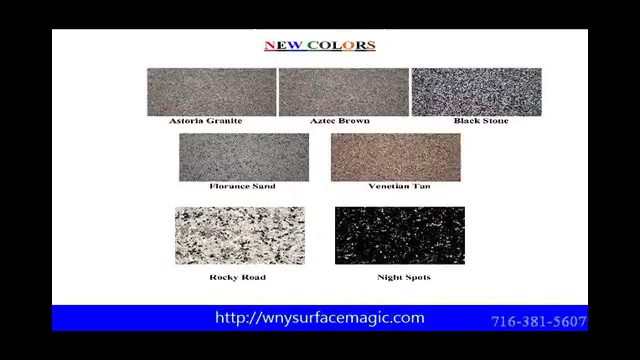 NEW COLORS
Astoria Granite Aztec Brown Black Stone
Florance Sand Venetian Tan
Rocky Road Night Spots
http://wnysurfacemagic.com 716-381-5607